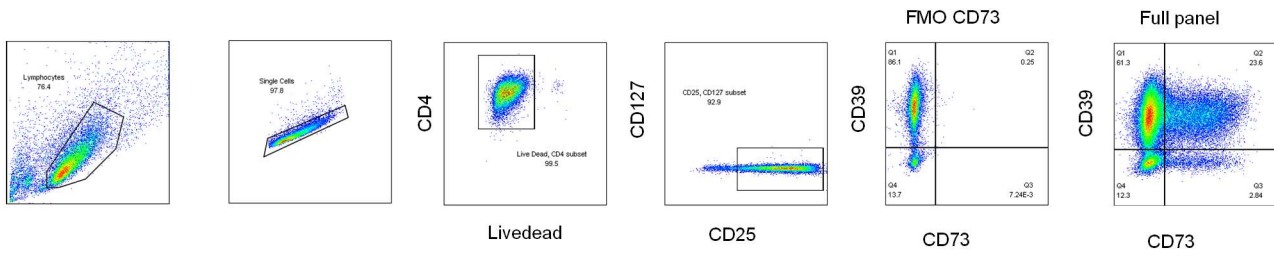 FMO CD73
Full panel
Lymphocytes
76.4
Single Cells
97.8
CD4
Live Dead, CD4 subset
99.5
Livedead
CD127
CD25, CD127 subset
92.9
CD25
CD39
Q1
86.1
Q2
0.25
Q4
13.7
Q3
7.24E-3
CD73
CD39
Q1
61.3
Q2
23.6
Q4
12.3
Q3
2.84
CD73